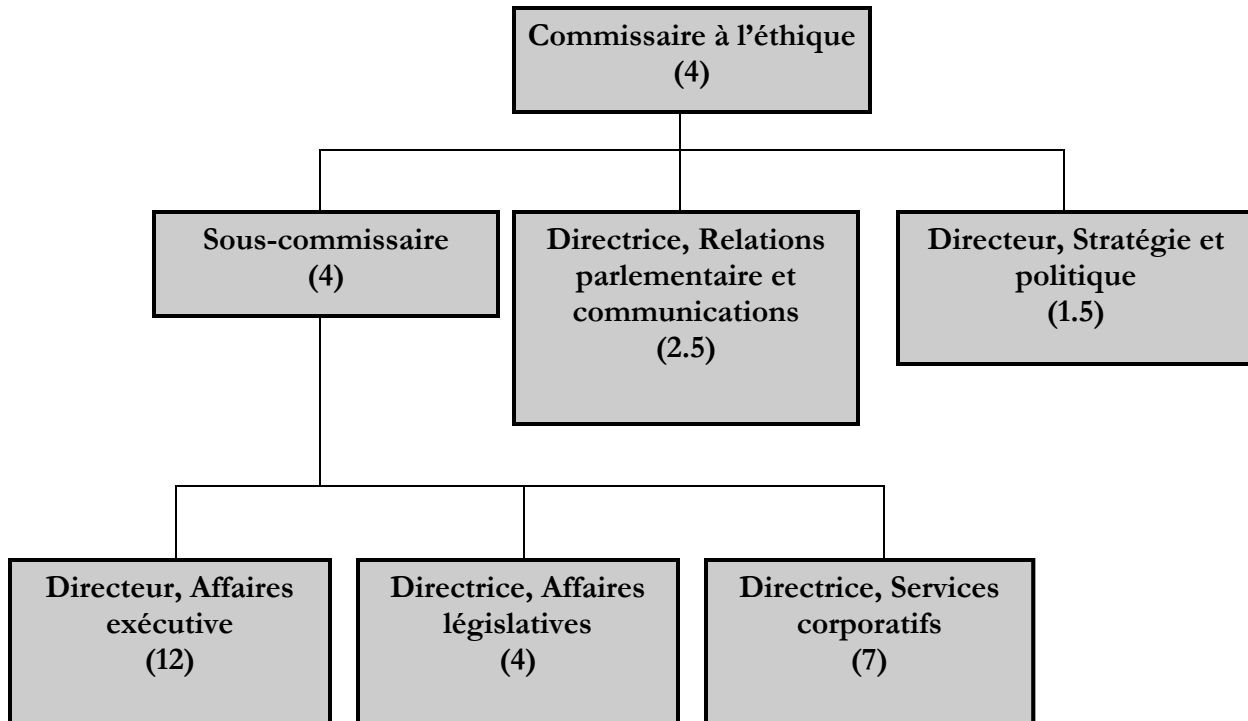 Commissaire à l’éthique
(4)
Sous-commissaire
(4)
Directrice, Relations
parlementaire et
communications
(2.5)
Directeur, Stratégie et
politique
(1.5)
Directeur, Affaires
exécutive
(12)
Directrice, Affaires
législatives
(4)
Directrice, Services
corporatifs
(7)